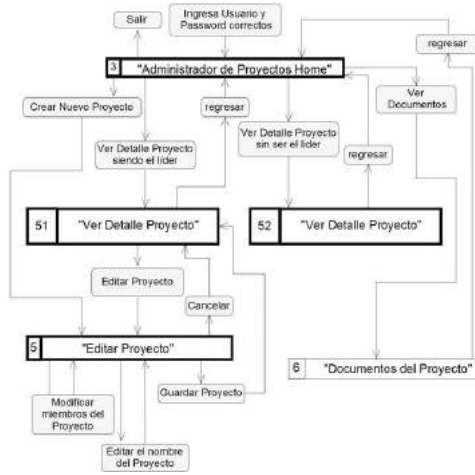 Salir
Ingresa Usuario y
Password correctos
regresar
3 "Administrador de Proyectos Home"
Crear Nuevo Proyecto
regresar
Ver
Documentos
Ver Detalle Proyecto
siendo el líder
Ver Detalle Proyecto
sin ser el lider
regresar
51 "Ver Detalle Proyecto"
52 "Ver Detalle Proyecto"
Editar Proyecto
Cancelar
5 "Editar Proyecto"
6 "Documentos del Proyecto"
Modificar
miembros del
Proyecto
Guardar Proyecto
Editar el nombre
del Proyecto